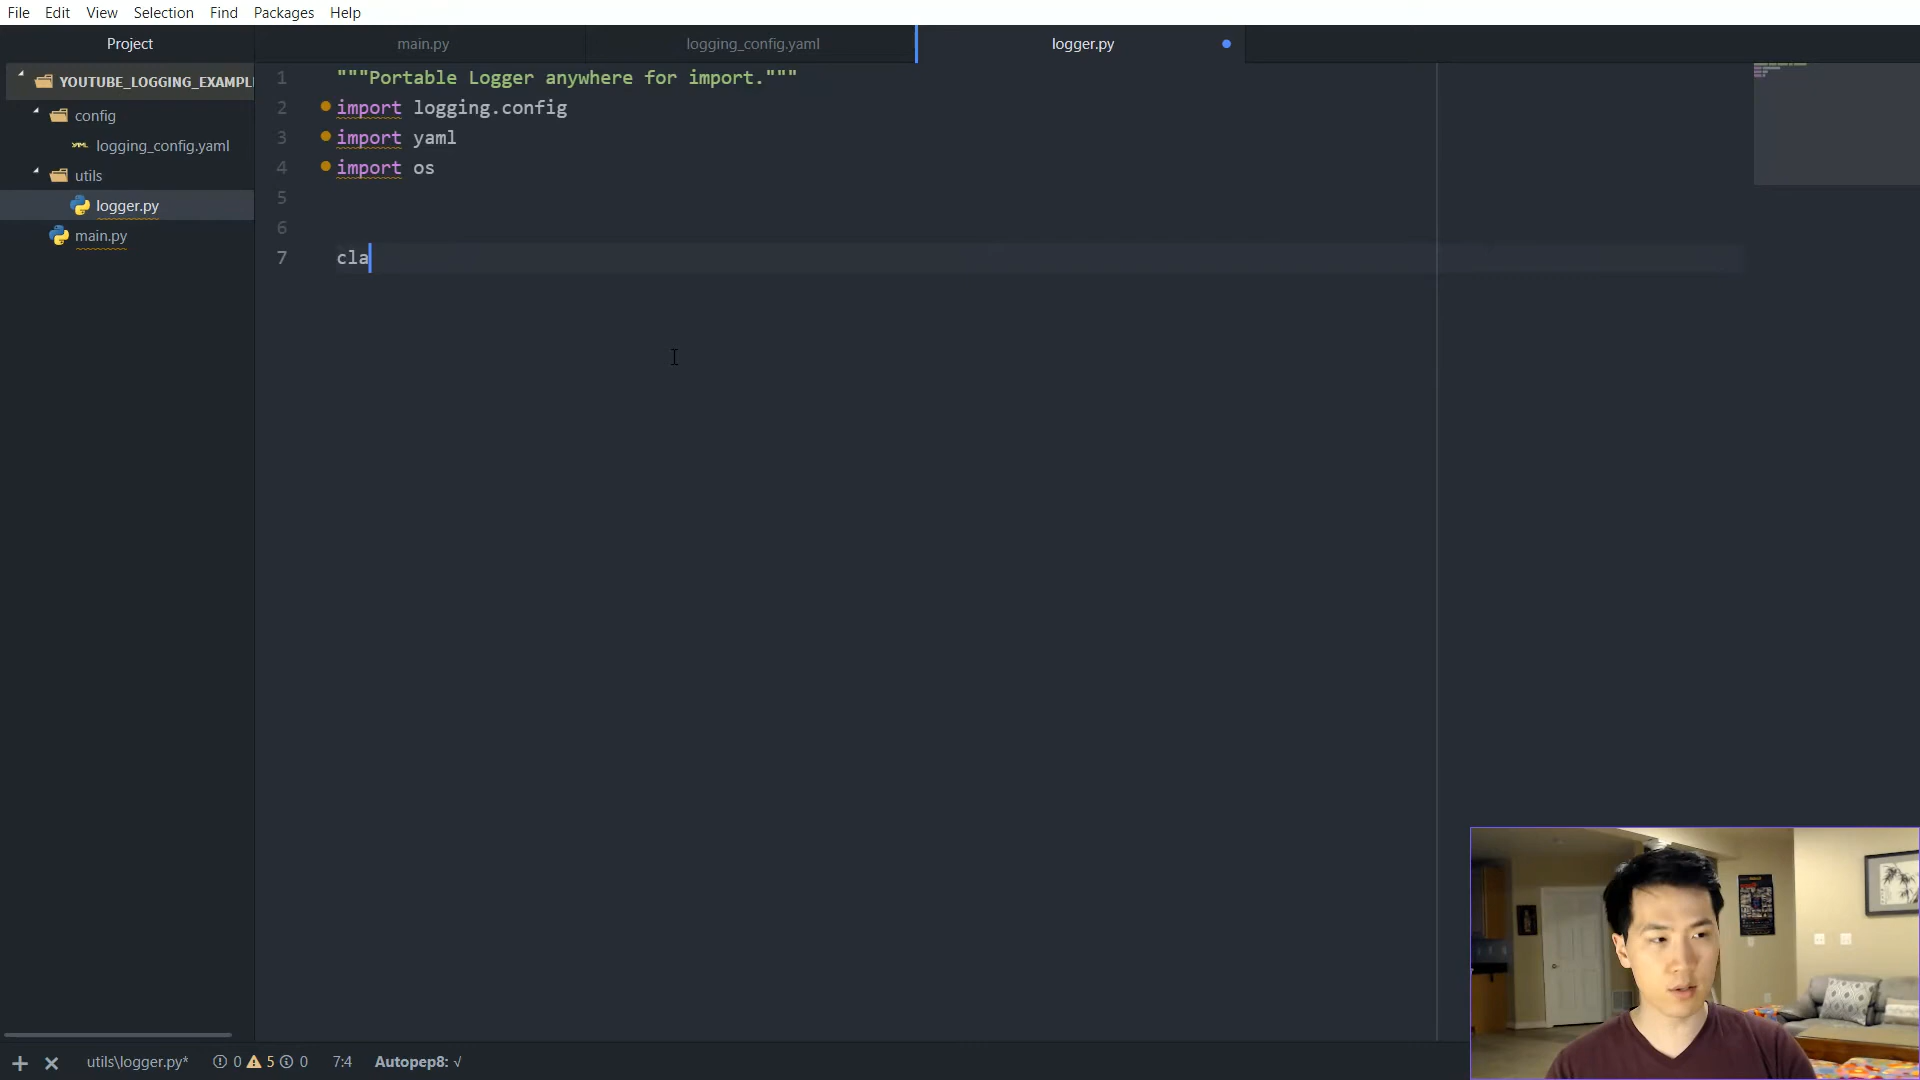 File Edit View Selection Find Packages Help
Project main.py logging_config.yaml logger.py
YOUTUBE_LOGGING_EXAMPL
config
YAML logging_config.yaml
utils
logger.py
main.py
1 """Portable Logger anywhere for import."""
2 import logging.config
3 import yaml
4 import os
5
6
7 cla
utils\logger.py* 0 5 0 7:4 Autopep8: √